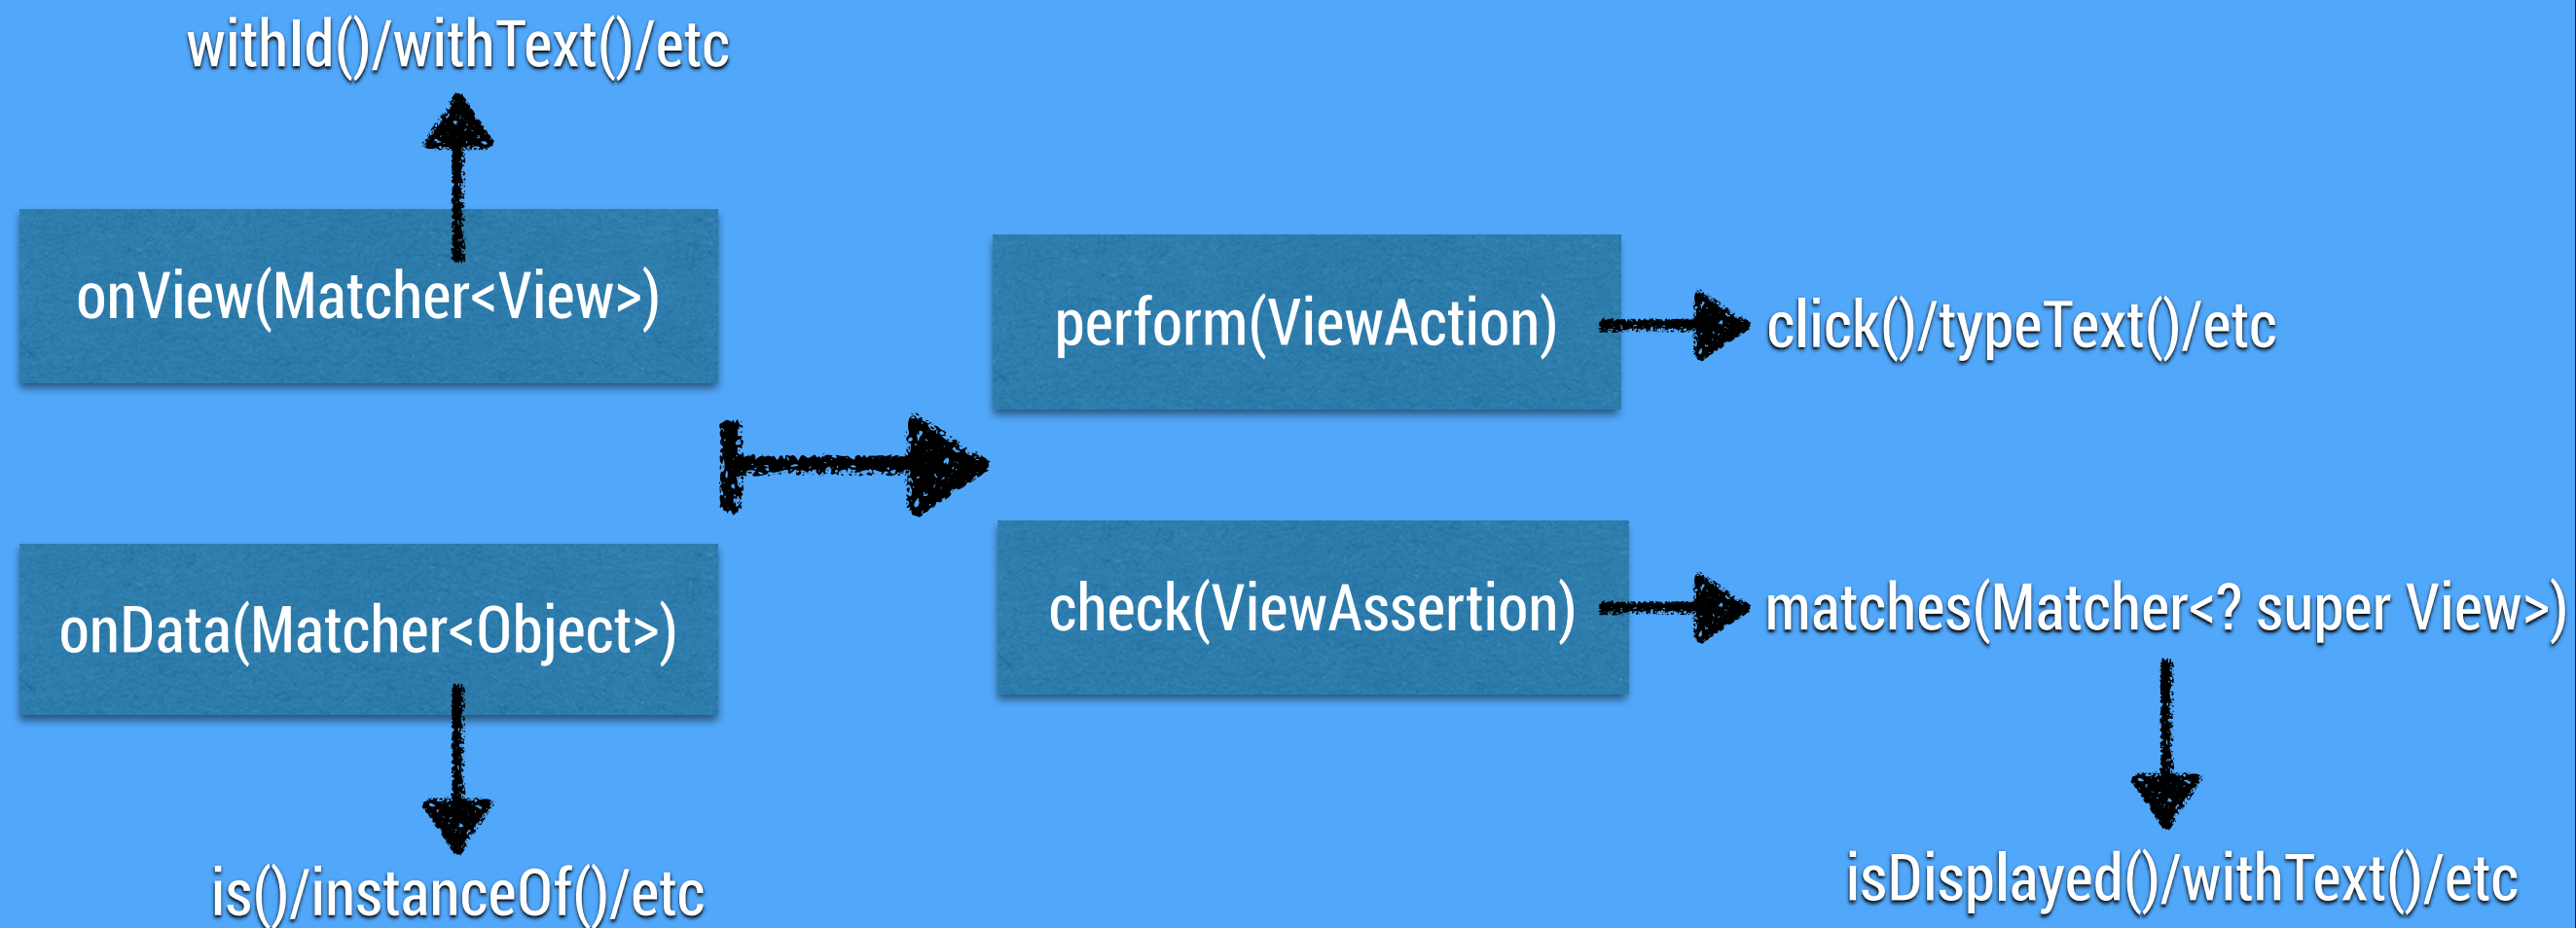 withId()/withText()/etc
onView(Matcher<View>)
perform(ViewAction)
click()/typeText()/etc
onData(Matcher<Object>)
check(ViewAssertion)
matches(Matcher<? super View>)
is()/instanceOf()/etc
isDisplayed()/withText()/etc